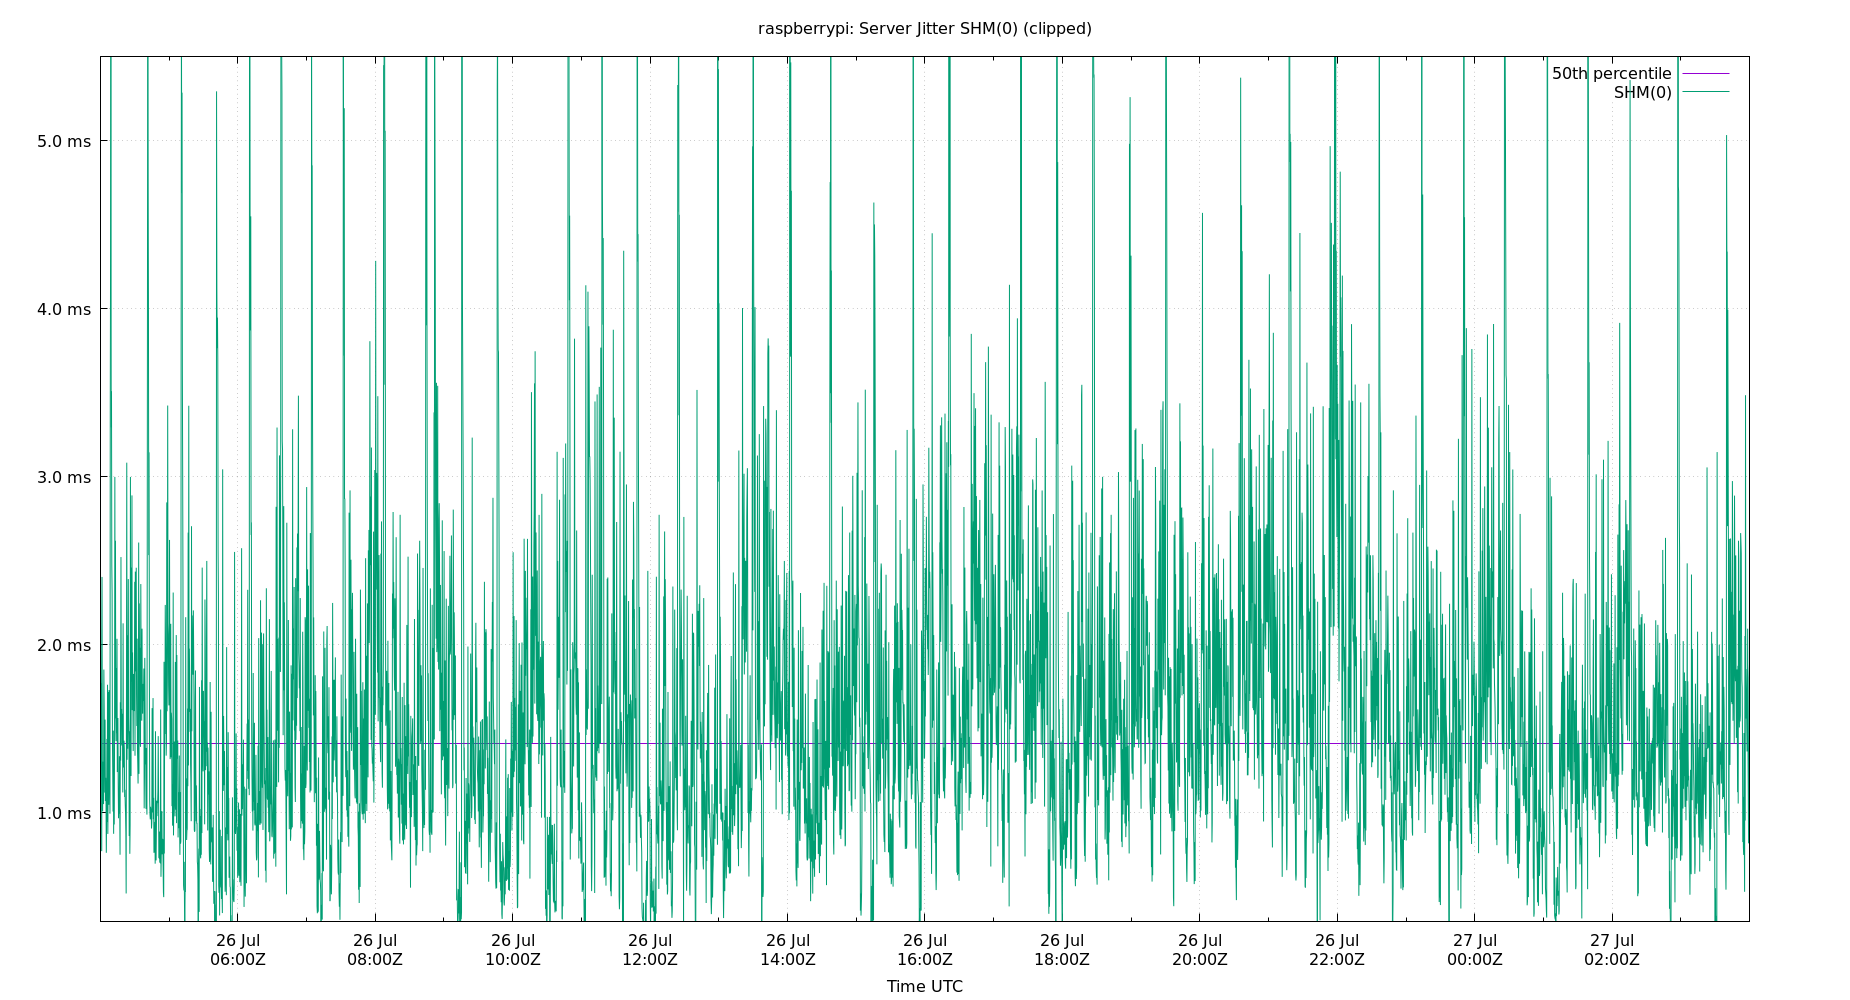 raspberrypi: Server Jitter SHM(0) (clipped)
50th percentile
SHM(0)
5.0 ms
4.0 ms
3.0 ms
2.0 ms
1.0 ms
26 Jul 26 Jul 26 Jul 26 Jul 26 Jul 26 Jul 26 Jul 26 Jul 26 Jul 27 Jul 27 Jul
06:00Z 08:00Z 10:00Z 12:00Z 14:00Z 16:00Z 18:00Z 20:00Z 22:00Z 00:00Z 02:00Z
Time UTC